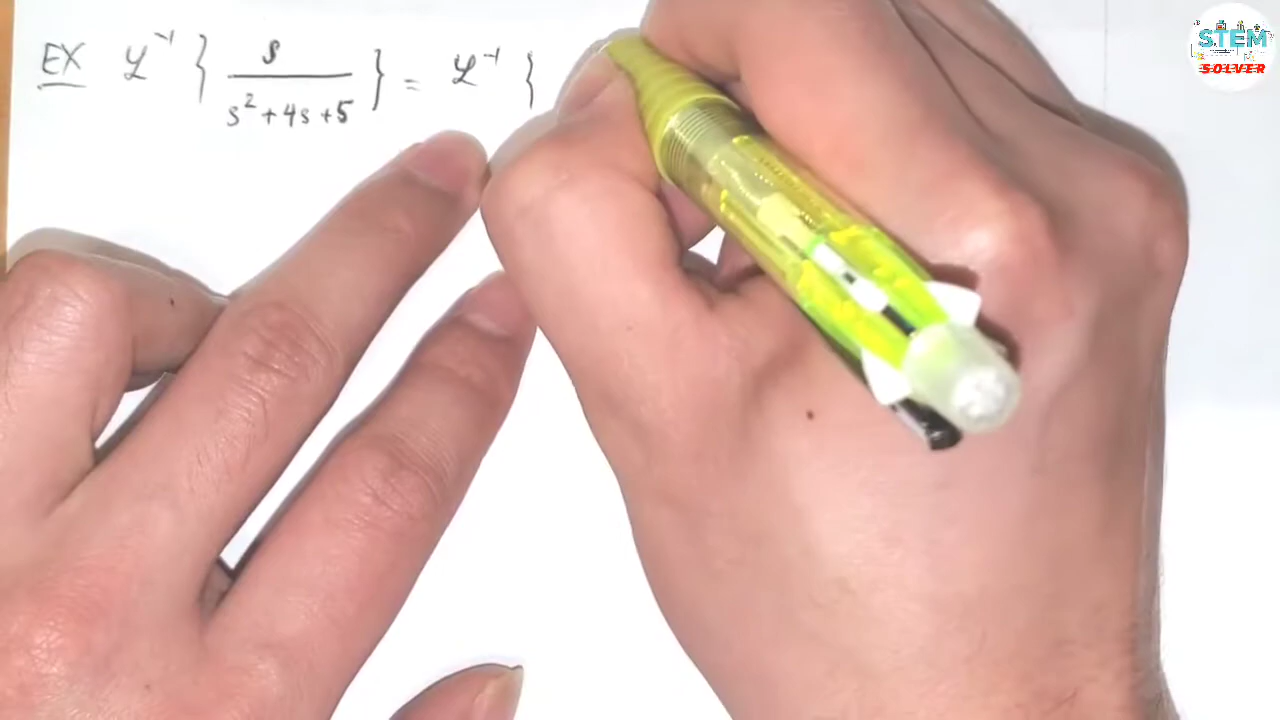 EX ℒ⁻¹ { s / (s²+4s+5) } = ℒ⁻¹ {
STEM
SOLVER